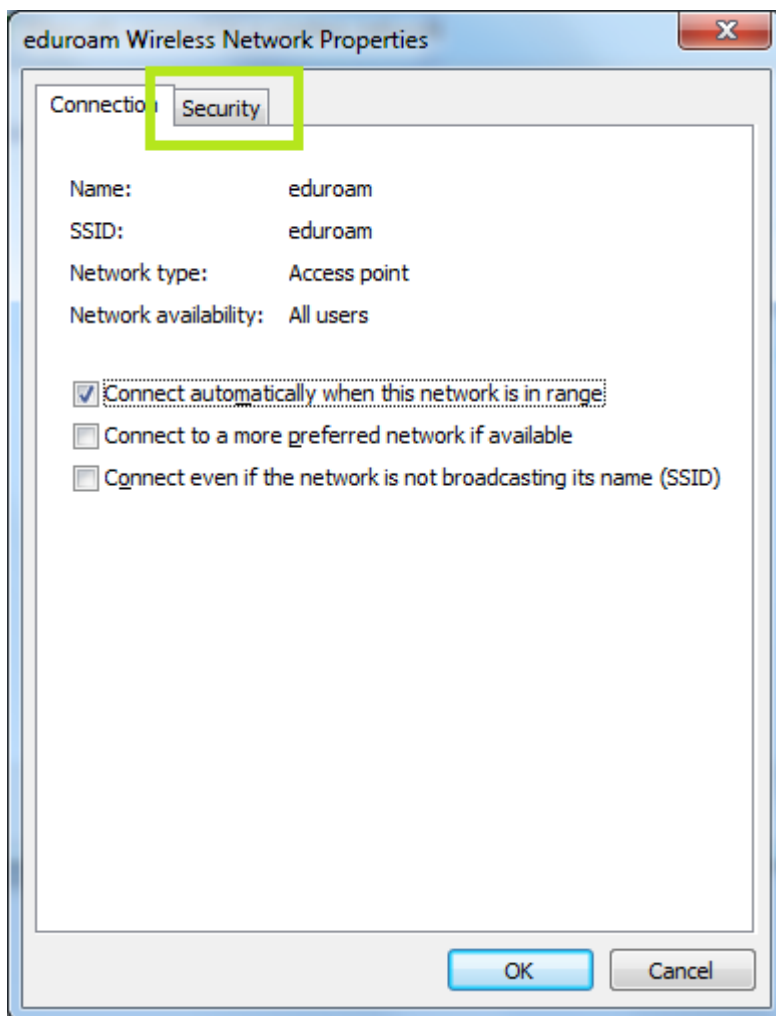 eduroam Wireless Network Properties
Connection Security
Name: eduroam
SSID: eduroam
Network type: Access point
Network availability: All users
Connect automatically when this network is in range
Connect to a more preferred network if available
Connect even if the network is not broadcasting its name (SSID)
OK Cancel